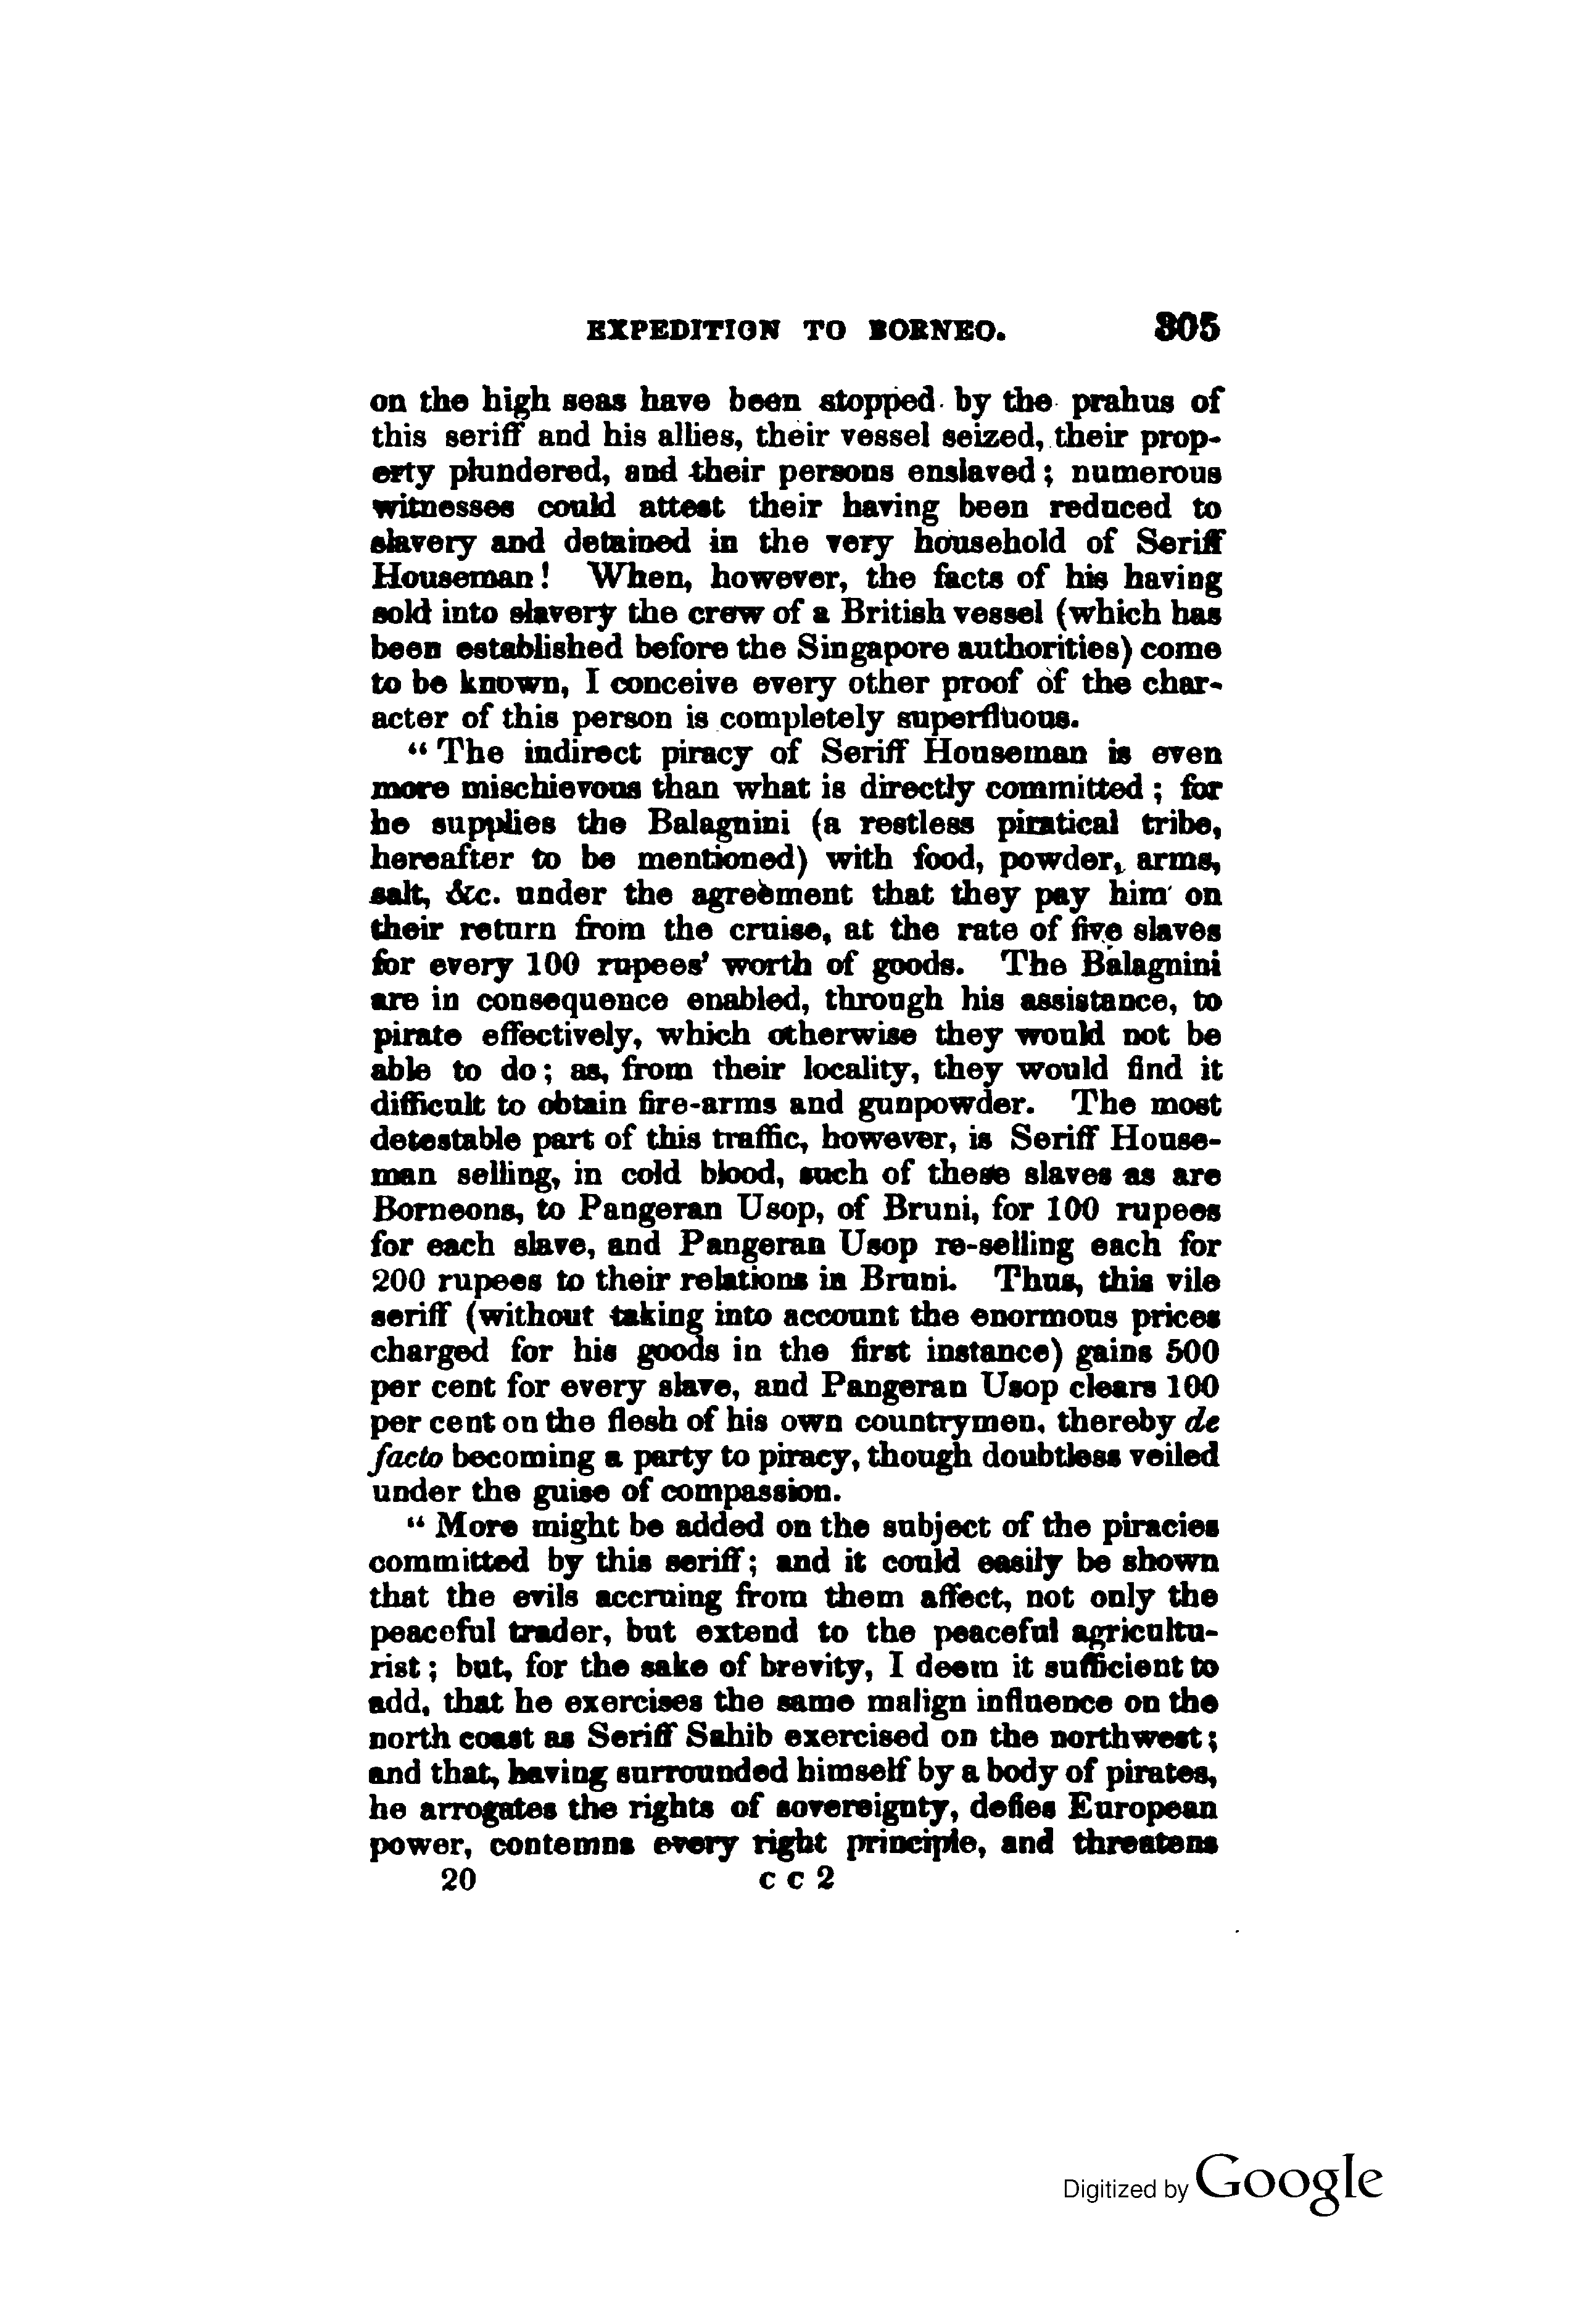 EXPEDITION TO BORNEO. 305
on the high seas have been stopped by the prahus of
this seriff and his allies, their vessel seized, their prop-
erty plundered, and their persons enslaved; numerous
witnesses could attest their having been reduced to
slavery and detained in the very household of Seriff
Houseman! When, however, the facts of his having
sold into slavery the crew of a British vessel (which has
been established before the Singapore authorities) come
to be known, I conceive every other proof of the char-
acter of this person is completely superfluous.
“ The indirect piracy of Seriff Houseman is even
more mischievous than what is directly committed; for
he supplies the Balagnini (a restless piratical tribe,
hereafter to be mentioned) with food, powder, arms,
salt, &c. under the agreement that they pay him on
their return from the cruise, at the rate of five slaves
for every 100 rupees’ worth of goods. The Balagnini
are in consequence enabled, through his assistance, to
pirate effectively, which otherwise they would not be
able to do; as, from their locality, they would find it
difficult to obtain fire-arms and gunpowder. The most
detestable part of this traffic, however, is Seriff House-
man selling, in cold blood, such of these slaves as are
Borneons, to Pangeran Usop, of Bruni, for 100 rupees
for each slave, and Pangeran Usop re-selling each for
200 rupees to their relations in Bruni. Thus, this vile
seriff (without taking into account the enormous prices
charged for his goods in the first instance) gains 500
per cent for every slave, and Pangeran Usop clears 100
per cent on the flesh of his own countrymen, thereby de
facto becoming a party to piracy, though doubtless veiled
under the guise of compassion.
“ More might be added on the subject of the piracies
committed by this seriff; and it could easily be shown
that the evils accruing from them affect, not only the
peaceful trader, but extend to the peaceful agricultu-
rist; but, for the sake of brevity, I deem it sufficient to
add, that he exercises the same malign influence on the
north coast as Seriff Sahib exercised on the northwest;
and that, having surrounded himself by a body of pirates,
he arrogates the rights of sovereignty, defies European
power, contemns every right principle, and threatens
20 C C 2
Digitized by Google